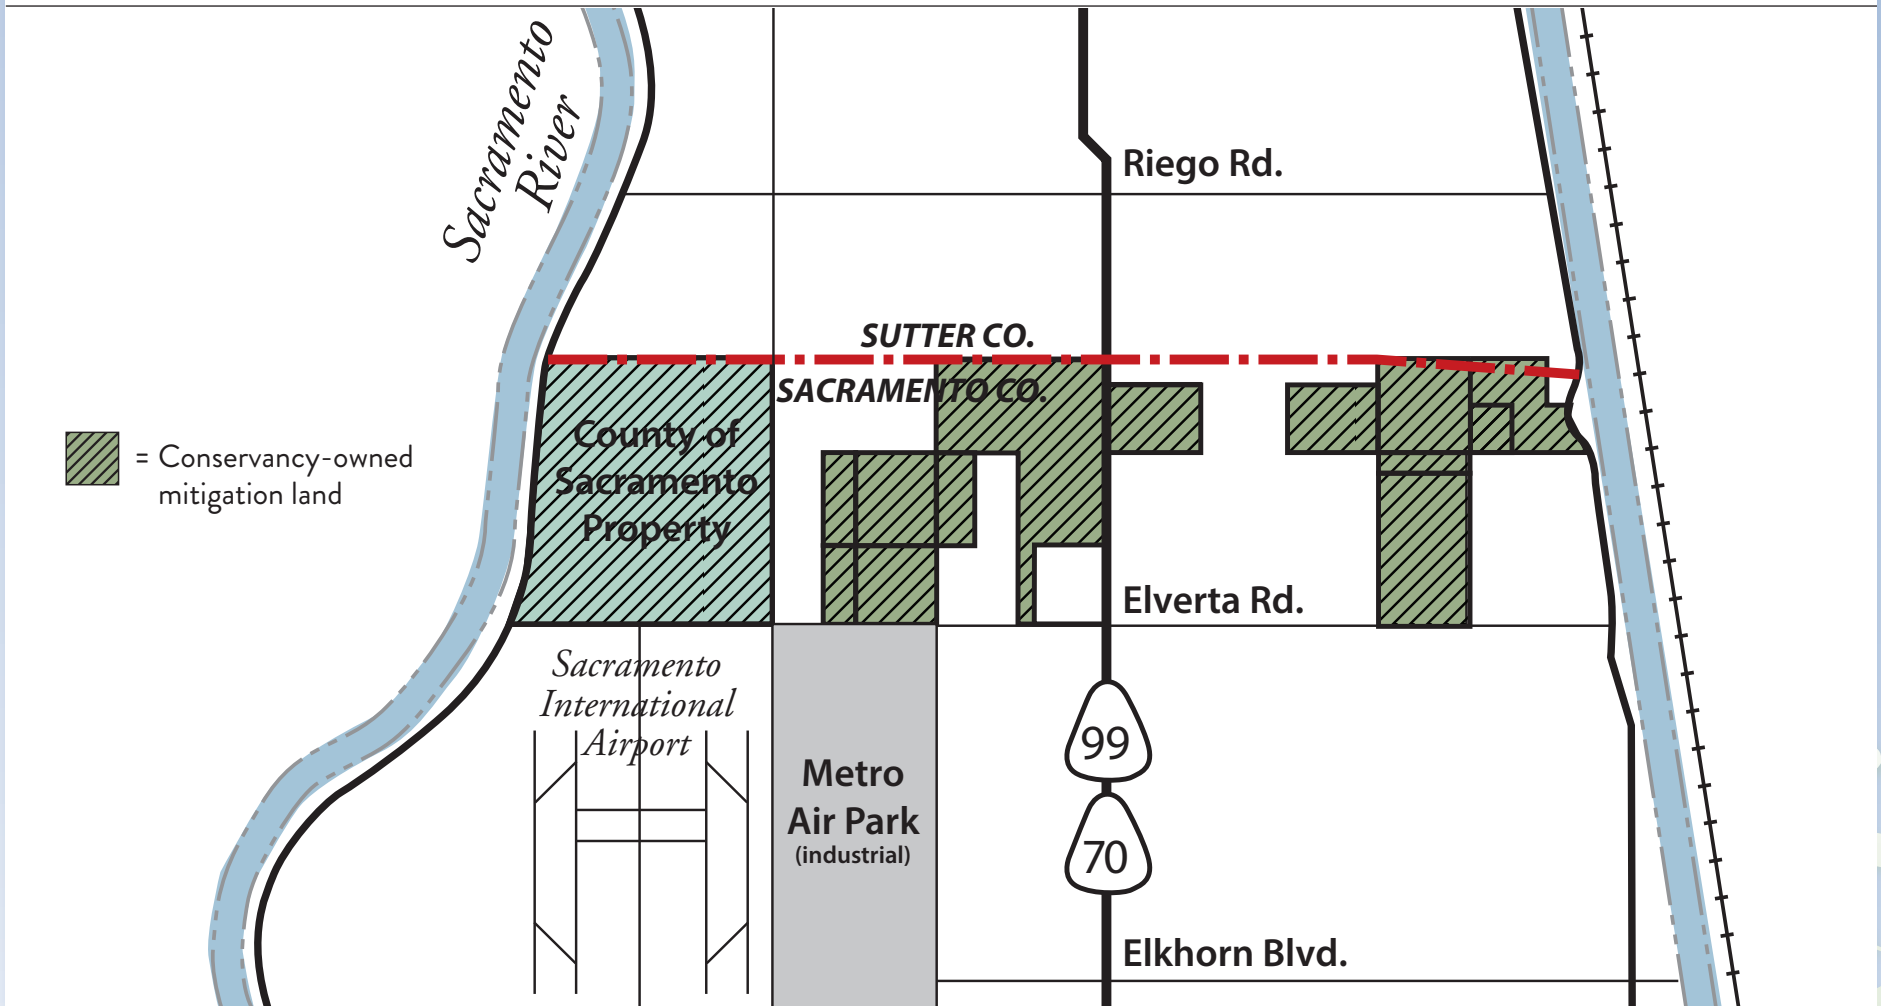 Sacramento
River
Riego Rd.
SUTTER CO.
SACRAMENTO CO.
County of
Sacramento
Property
= Conservancy-owned
mitigation land
Elverta Rd.
Sacramento
International
Airport
99
Metro
Air Park
(industrial)
70
Elkhorn Blvd.